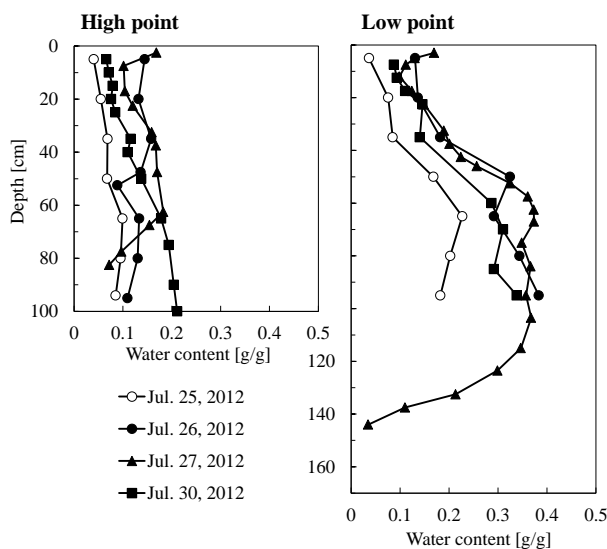 High point
Low point
0
20
40
60
80
100
Depth [cm]
0 0.1 0.2 0.3 0.4 0.5
Water content [g/g]
Jul. 25, 2012
Jul. 26, 2012
Jul. 27, 2012
Jul. 30, 2012
120
140
160
0 0.1 0.2 0.3 0.4 0.5
Water content [g/g]